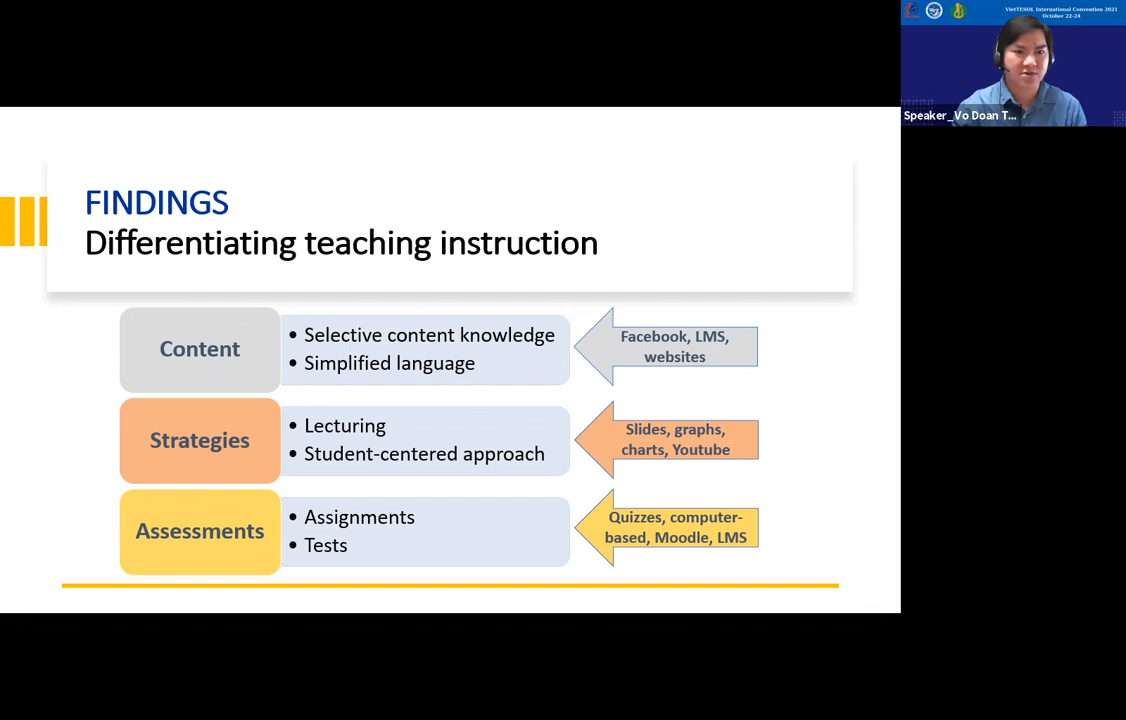 VietTESOL International Convention 2021
October 22-24
Speaker_Vo Doan T...
FINDINGS
Differentiating teaching instruction
Content
• Selective content knowledge
• Simplified language
Facebook, LMS,
websites
Strategies
• Lecturing
• Student-centered approach
Slides, graphs,
charts, Youtube
Assessments
• Assignments
• Tests
Quizzes, computer-
based, Moodle, LMS